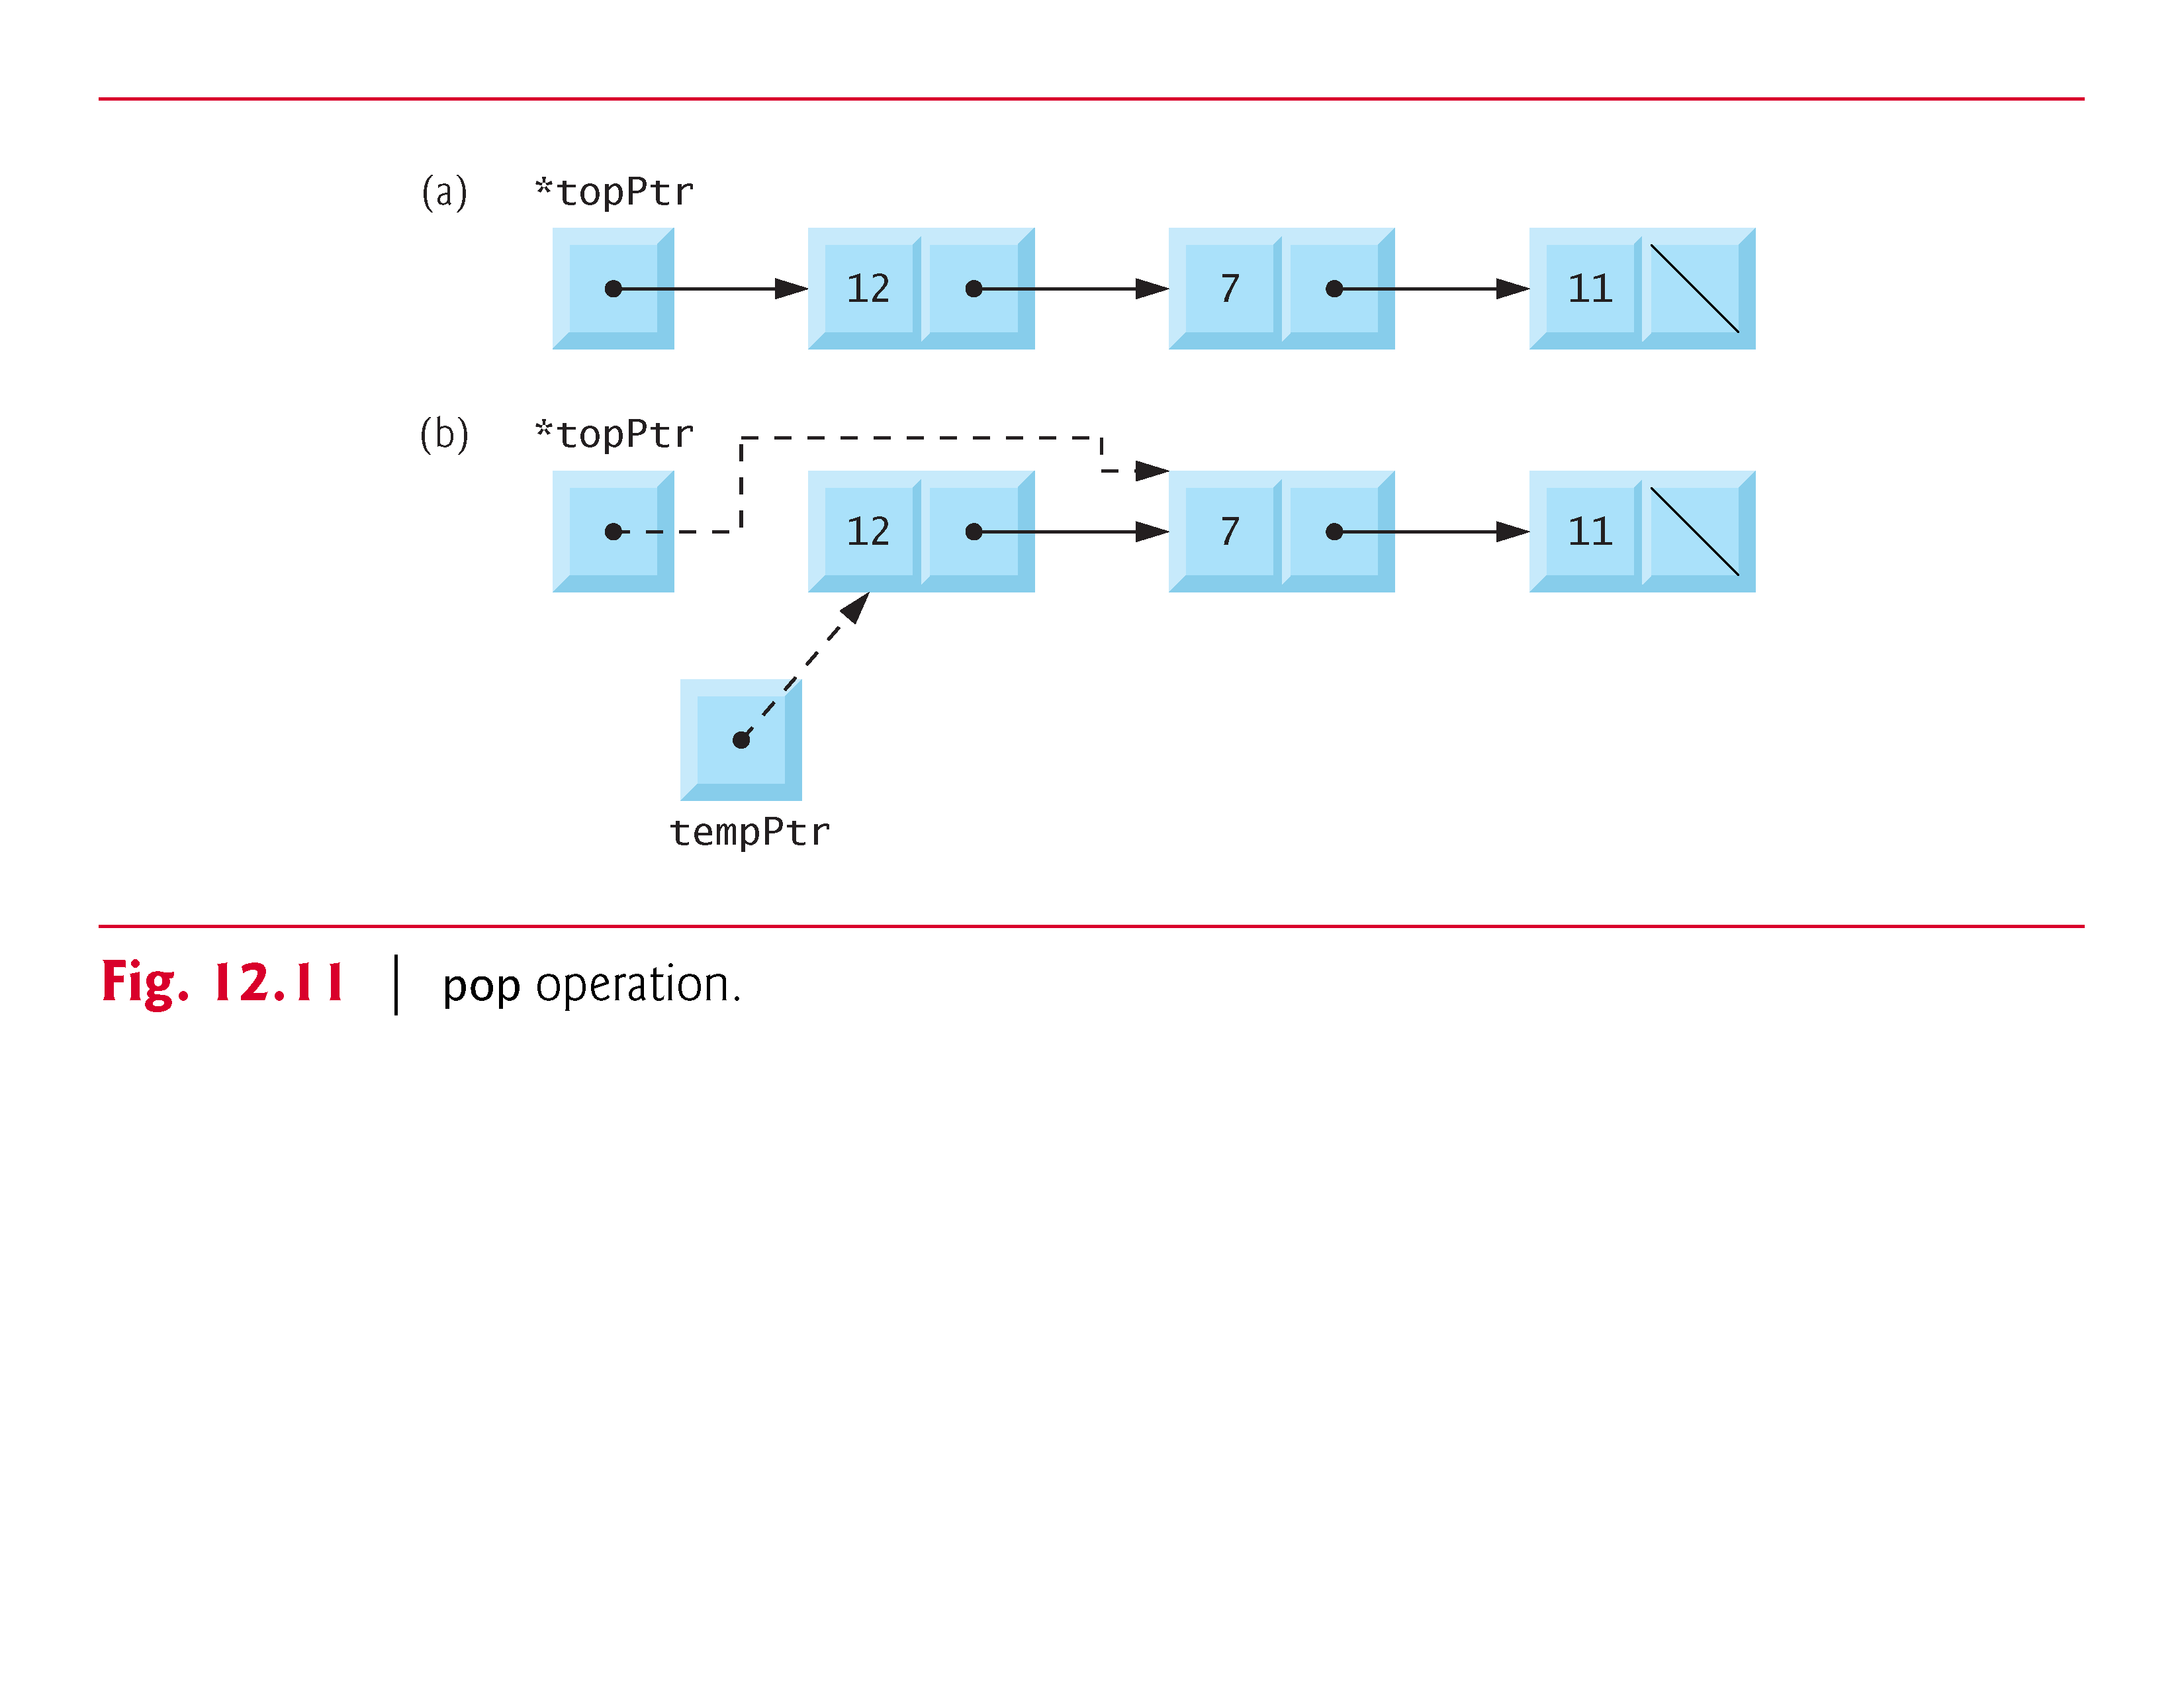 (a) *topPtr
12 7 11
(b) *topPtr
12 7 11
tempPtr
Fig. 12.11 | pop operation.